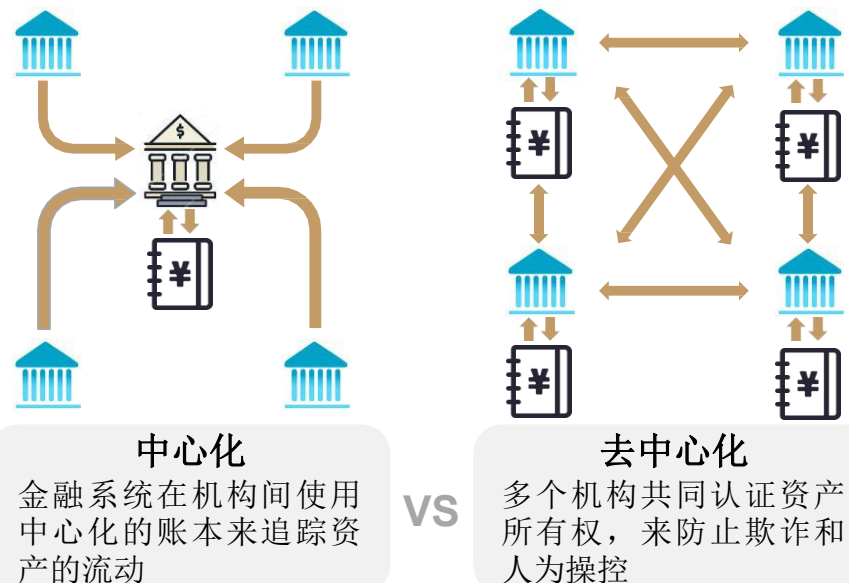 $
¥
¥
¥
¥
¥
中心化
金融系统在机构间使用
中心化的账本来追踪资
产的流动
VS
去中心化
多个机构共同认证资产
所有权，来防止欺诈和
人为操控